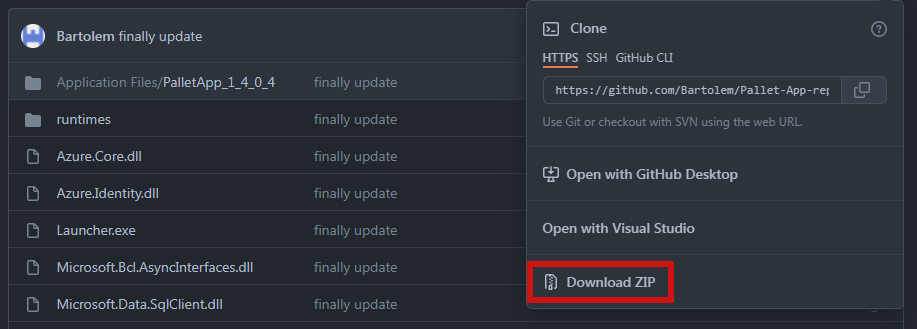 Bartolem finally update
Application Files/PalletApp_1_4_0_4 finally update
runtimes finally update
Azure.Core.dll finally update
Azure.Identity.dll finally update
Launcher.exe finally update
Microsoft.Bcl.AsyncInterfaces.dll finally update
Microsoft.Data.SqlClient.dll finally update
Clone
HTTPS SSH GitHub CLI
https://github.com/Bartolem/Pallet-App-rep
Use Git or checkout with SVN using the web URL.
Open with GitHub Desktop
Open with Visual Studio
Download ZIP